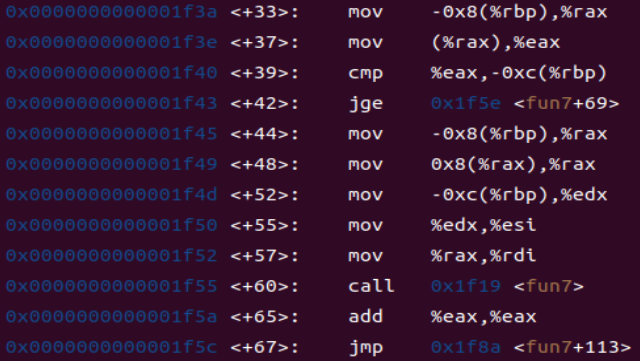 0x0000000000001f3a <+33>: mov -0x8(%rbp),%rax
0x0000000000001f3e <+37>: mov (%rax),%eax
0x0000000000001f40 <+39>: cmp %eax,-0xc(%rbp)
0x0000000000001f43 <+42>: jge 0x1f5e <fun7+69>
0x0000000000001f45 <+44>: mov -0x8(%rbp),%rax
0x0000000000001f49 <+48>: mov 0x8(%rax),%rax
0x0000000000001f4d <+52>: mov -0xc(%rbp),%edx
0x0000000000001f50 <+55>: mov %edx,%esi
0x0000000000001f52 <+57>: mov %rax,%rdi
0x0000000000001f55 <+60>: call 0x1f19 <fun7>
0x0000000000001f5a <+65>: add %eax,%eax
0x0000000000001f5c <+67>: jmp 0x1f8a <fun7+113>